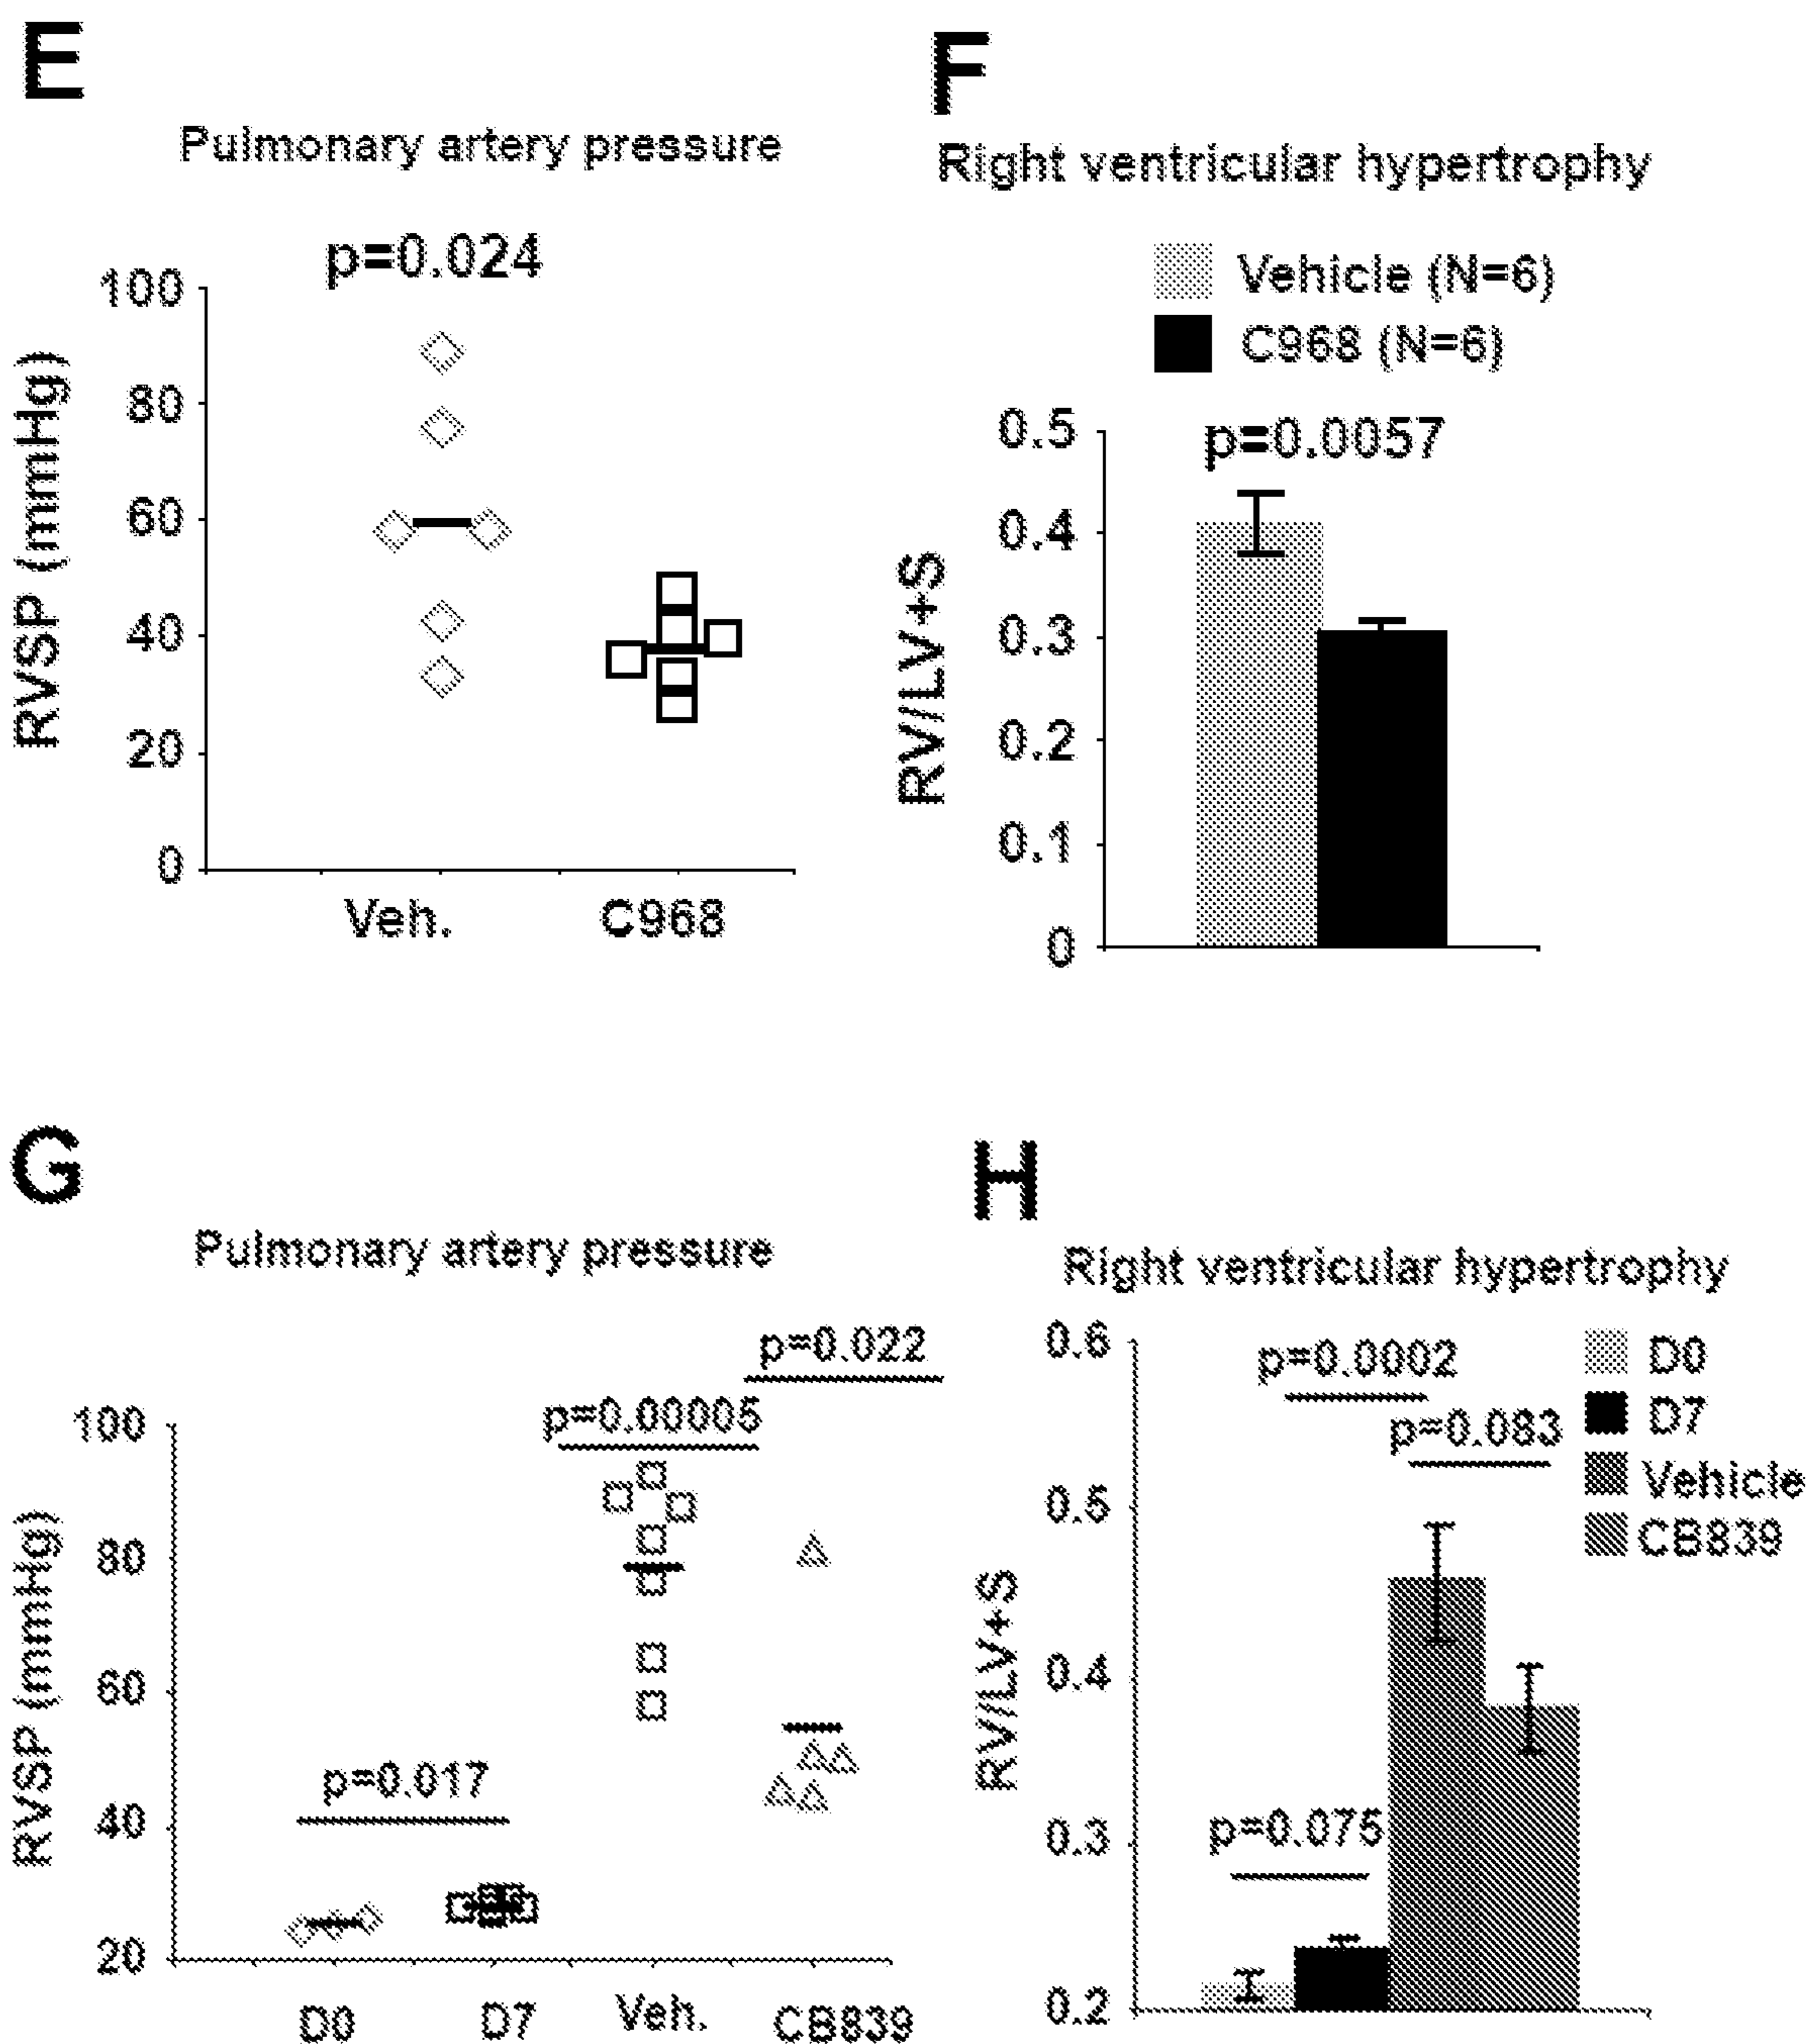 E
Pulmonary artery pressure
p=0.024
100
80
60
40
20
0
RVSP (mmHg)
Veh.
C968
F
Right ventricular hypertrophy
Vehicle (N=6)
C968 (N=6)
p=0.0057
0.5
0.4
0.3
0.2
0.1
0
RV/LV+S
G
Pulmonary artery pressure
p=0.022
p=0.00005
p=0.017
100
80
60
40
20
RVSP (mmHg)
D0
D7
Veh.
CB839
H
Right ventricular hypertrophy
0.6
0.5
0.4
0.3
0.2
RV/LV+S
p=0.0002
p=0.083
p=0.075
D0
D7
Vehicle
CB839